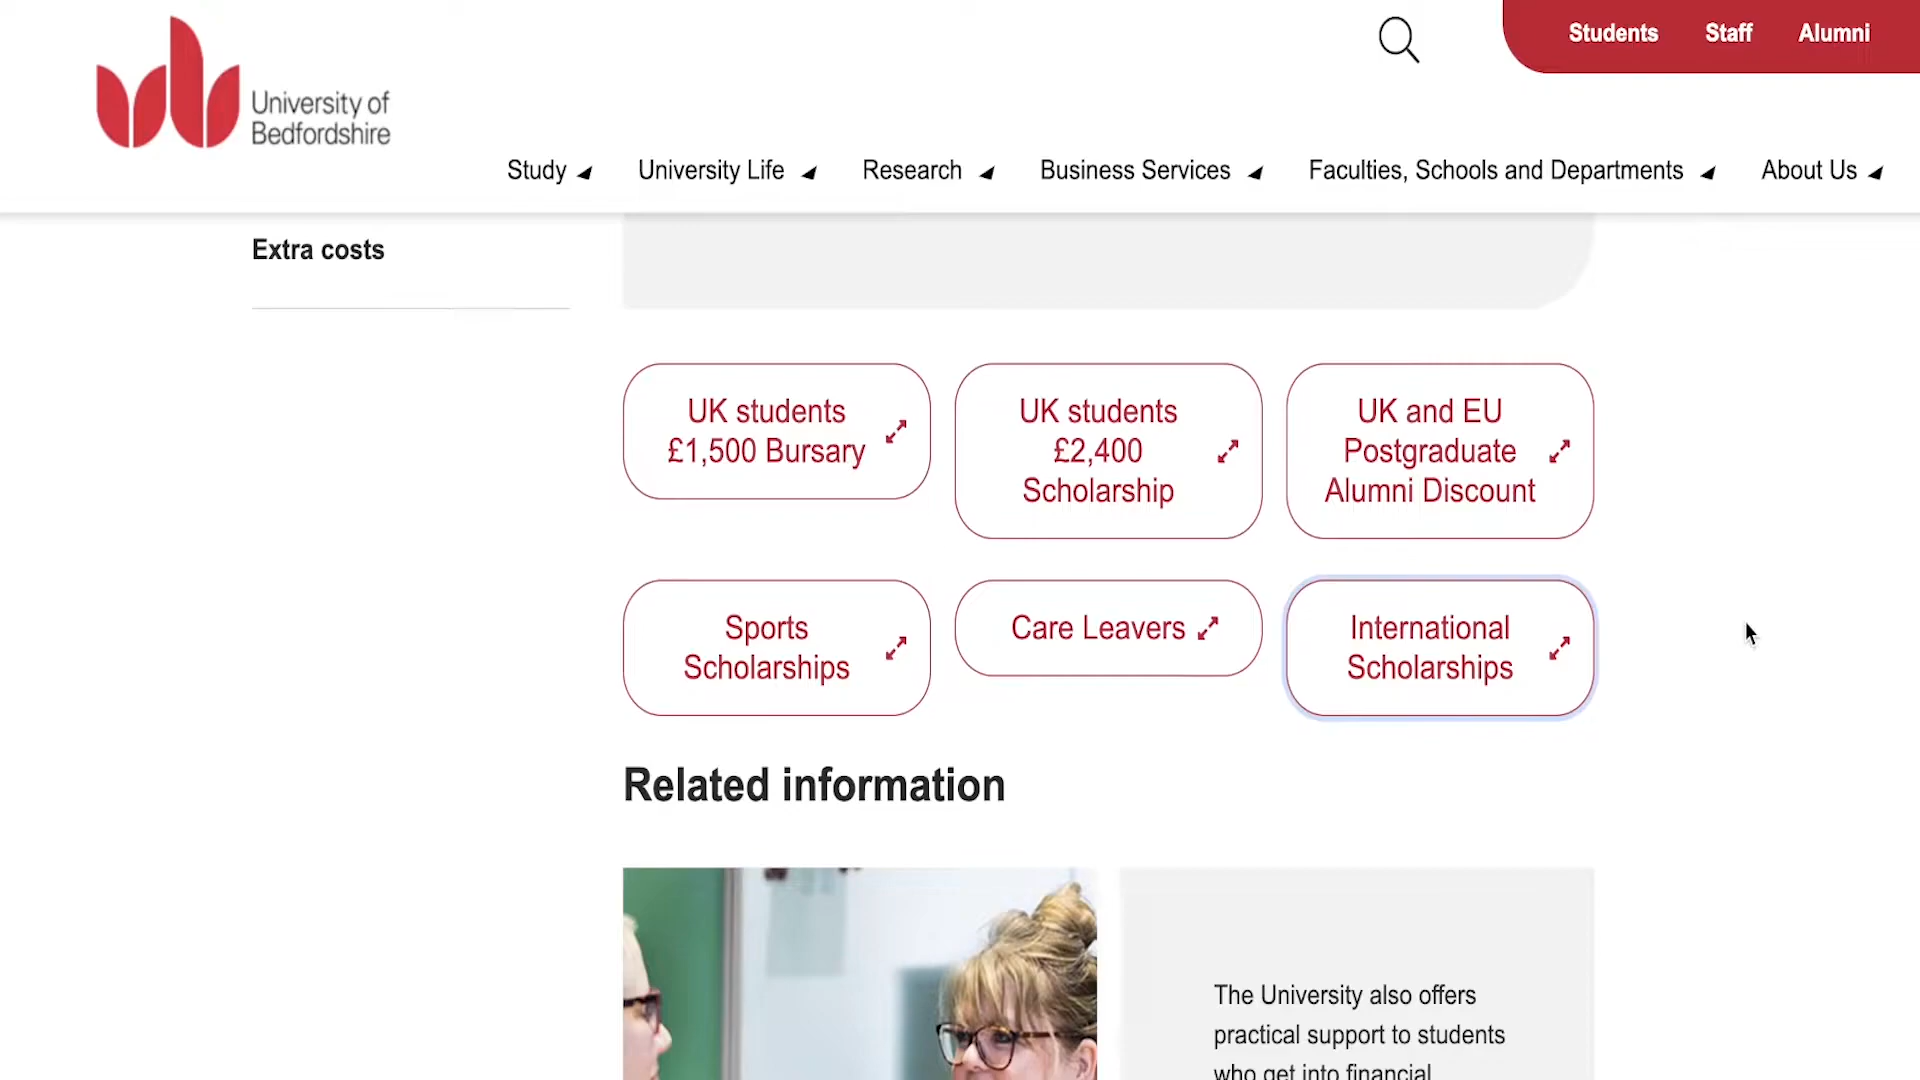 Students Staff Alumni
University of
Bedfordshire
Study University Life Research Business Services Faculties, Schools and Departments About Us
Extra costs
UK students
£1,500 Bursary
UK students
£2,400
Scholarship
UK and EU
Postgraduate
Alumni Discount
Sports
Scholarships
Care Leavers
International
Scholarships
Related information
The University also offers
practical support to students
who get into financial